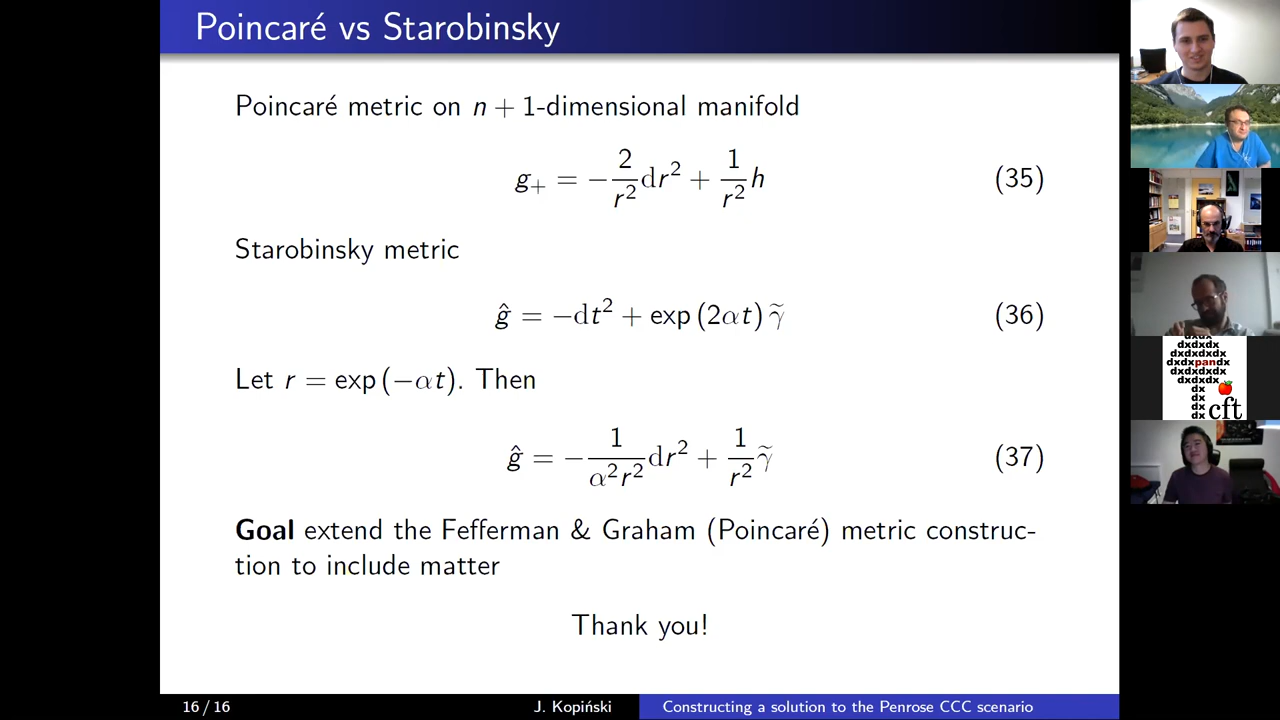 Poincaré vs Starobinsky
Poincaré metric on n + 1-dimensional manifold
g₊ = −2/r² dr² + 1/r² h (35)
Starobinsky metric
ĝ = −dt² + exp (2αt) γ̃ (36)
Let r = exp (−αt). Then
ĝ = −1/(α²r²) dr² + 1/r² γ̃ (37)
Goal extend the Fefferman & Graham (Poincaré) metric construc-
tion to include matter
Thank you!
16 / 16 J. Kopiński Constructing a solution to the Penrose CCC scenario
dxdxdx
dxdxdx
dxdxdxdx
dxdxpandx
dxdxdxdx
dxdxdx
dx
dx
dx
dx cft